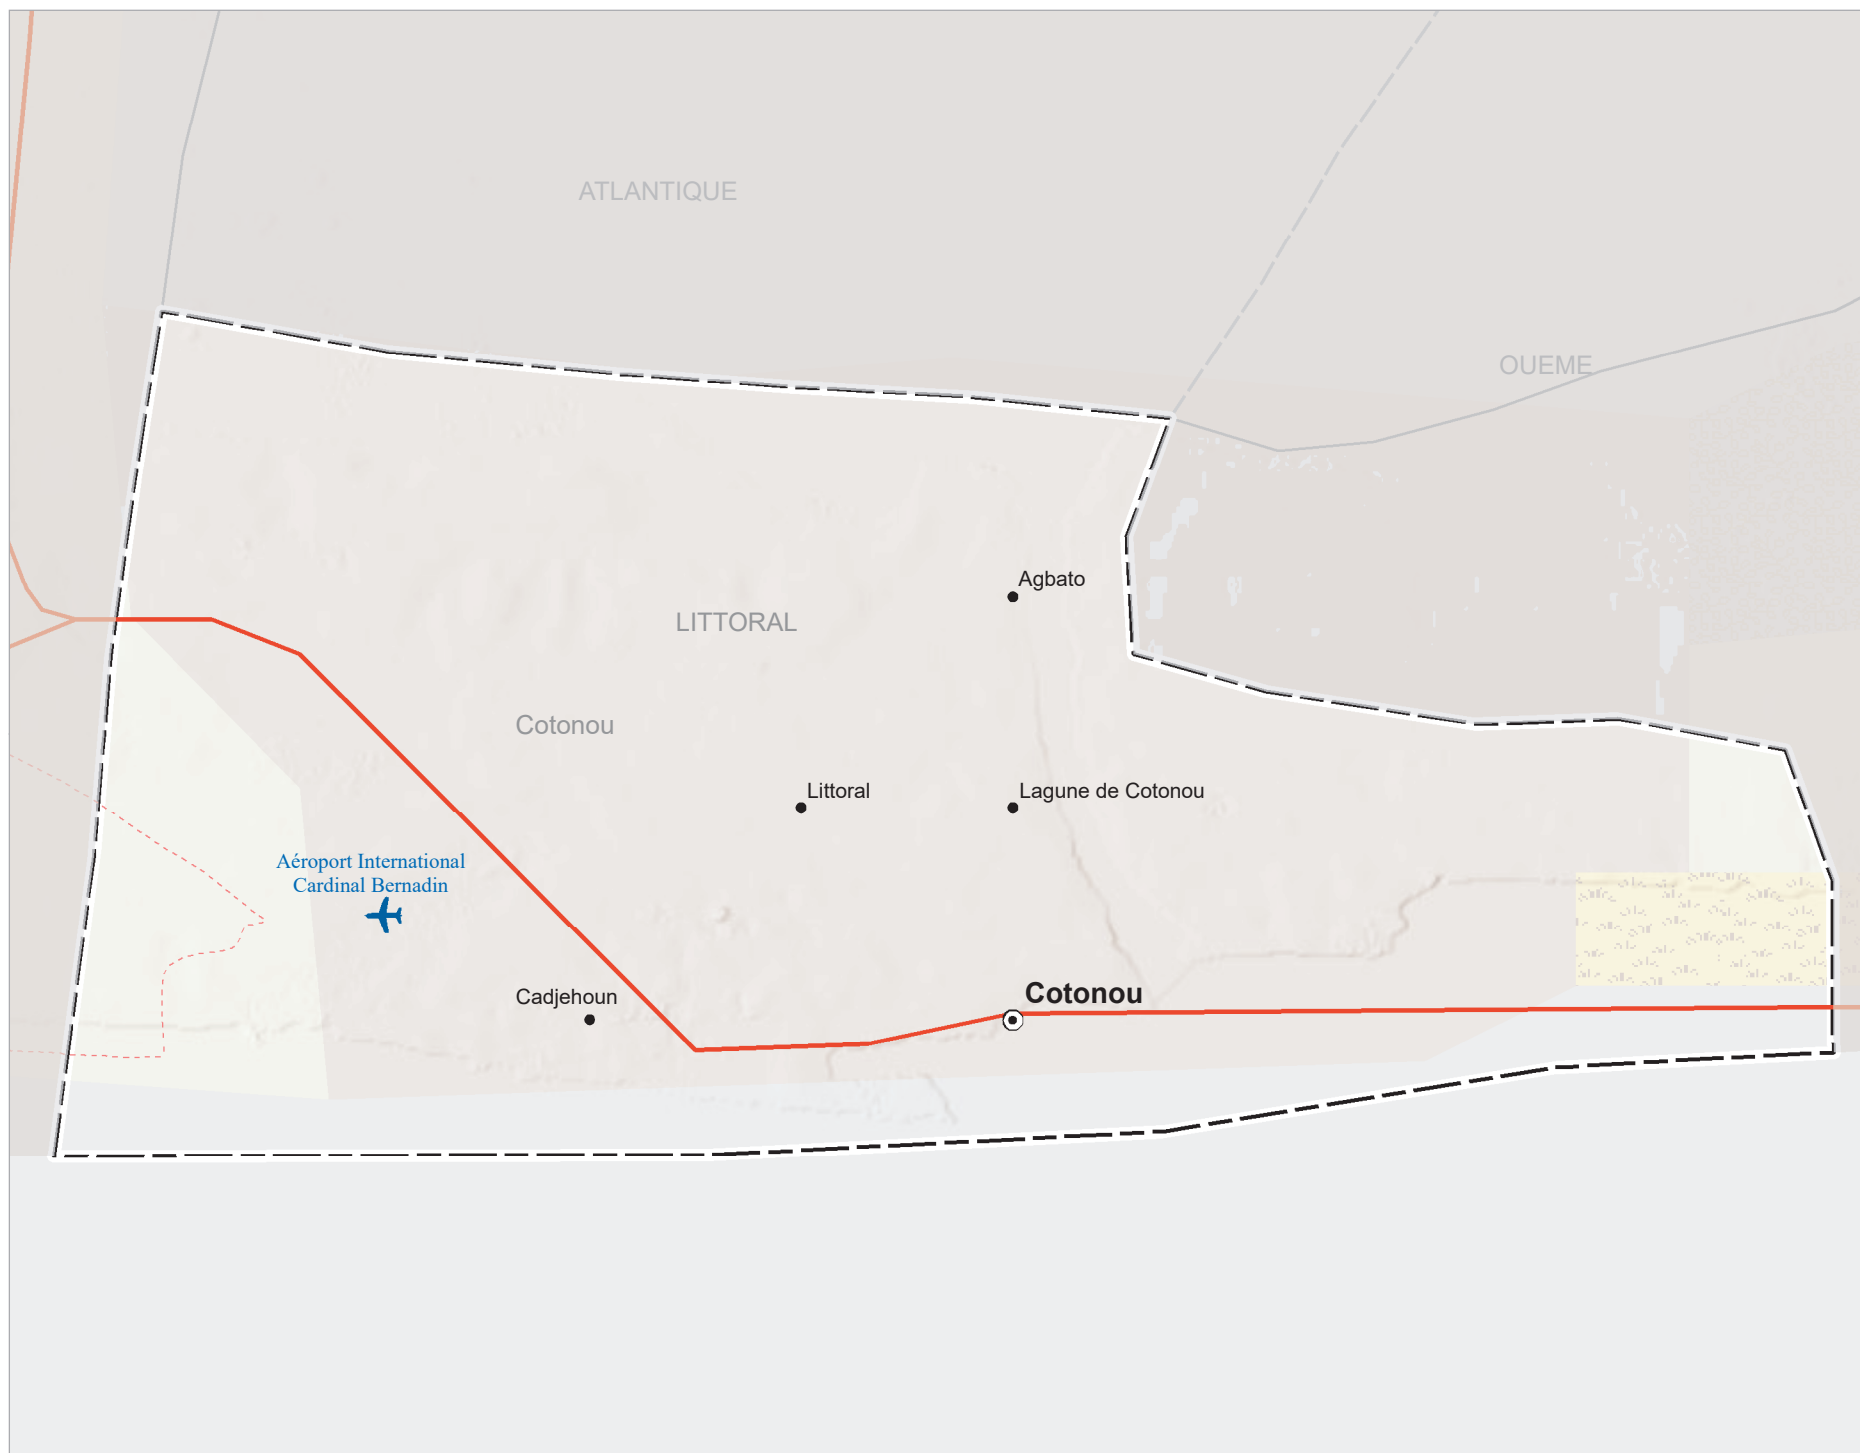 ATLANTIQUE
OUEME
Agbato
LITTORAL
Cotonou
Littoral
Lagune de Cotonou
Aéroport International
Cardinal Bernadin
Cadjehoun
Cotonou